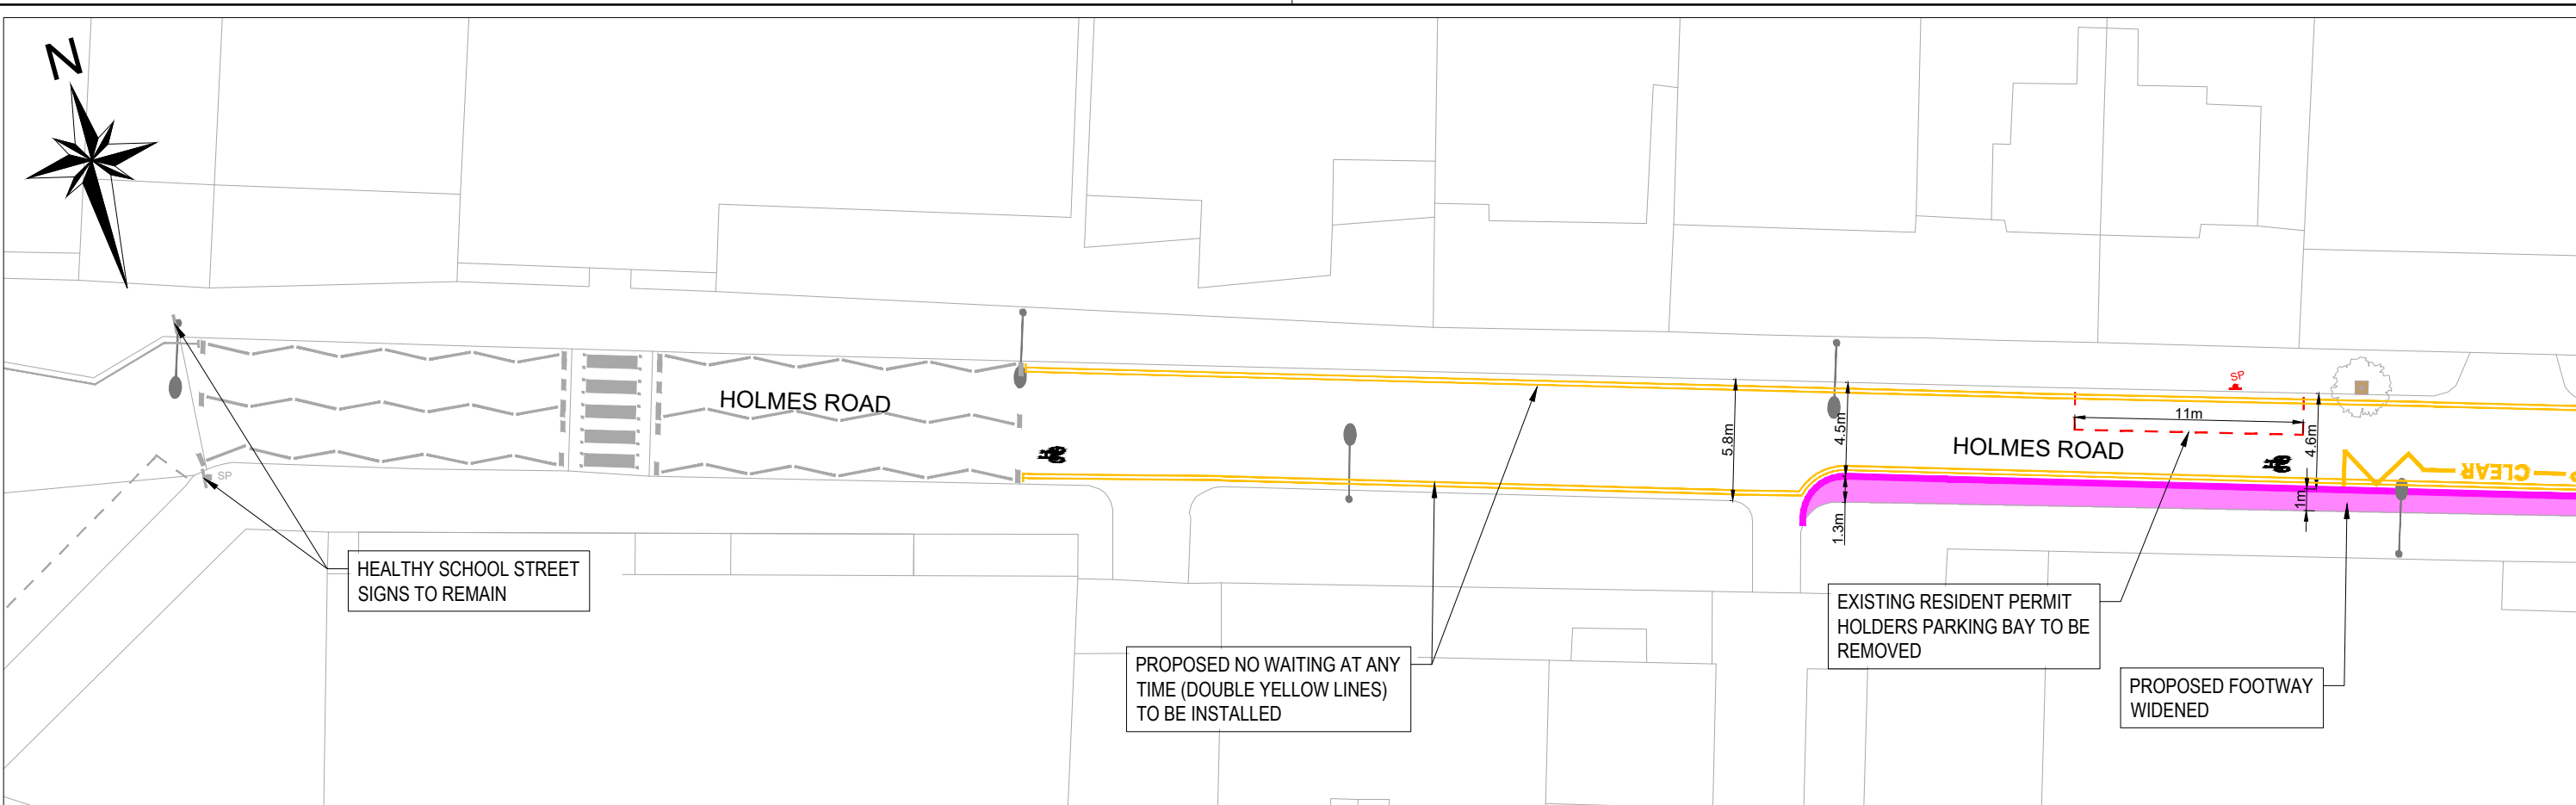 N
HOLMES ROAD
SP
HEALTHY SCHOOL STREET
SIGNS TO REMAIN
PROPOSED NO WAITING AT ANY
TIME (DOUBLE YELLOW LINES)
TO BE INSTALLED
5.8m
4.5m
1.3m
HOLMES ROAD
11m
SP
4.6m
1m
CLEAR
EXISTING RESIDENT PERMIT
HOLDERS PARKING BAY TO BE
REMOVED
PROPOSED FOOTWAY
WIDENED